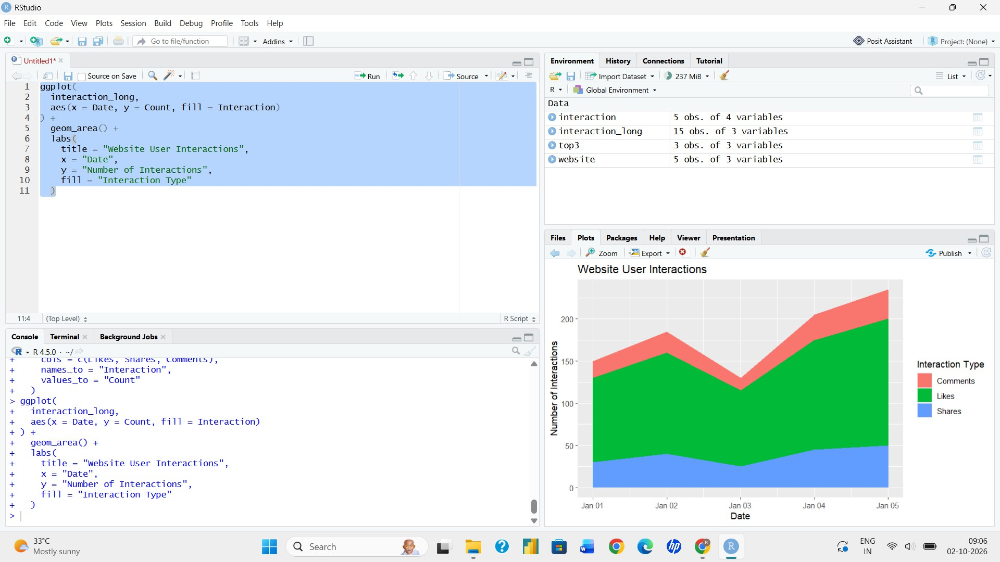 RStudio
File Edit Code View Plots Session Build Debug Profile Tools Help
Go to file/function
Addins
Posit Assistant
Project: (None)
Untitled1*
Source on Save
Run
Source
1 ggplot(
2   interaction_long,
3   aes(x = Date, y = Count, fill = Interaction)
4 ) +
5   geom_area() +
6   labs(
7     title = "Website User Interactions",
8     x = "Date",
9     y = "Number of Interactions",
10     fill = "Interaction Type"
11   )
11:4
(Top Level)
R Script
Console Terminal Background Jobs
R 4.5.0 · ~/
+     cols = c(Likes, Shares, Comments),
+     names_to = "Interaction",
+     values_to = "Count"
+   )
> ggplot(
+   interaction_long,
+   aes(x = Date, y = Count, fill = Interaction)
+ ) +
+   geom_area() +
+   labs(
+     title = "Website User Interactions",
+     x = "Date",
+     y = "Number of Interactions",
+     fill = "Interaction Type"
+   )
>
Environment History Connections Tutorial
Import Dataset
237 MiB
List
R
Global Environment
Data
interaction 5 obs. of 4 variables
interaction_long 15 obs. of 3 variables
top3 3 obs. of 3 variables
website 5 obs. of 3 variables
Files Plots Packages Help Viewer Presentation
Zoom
Export
Publish
Website User Interactions
Number of Interactions
200
150
100
50
0
Jan 01 Jan 02 Jan 03 Jan 04 Jan 05
Date
Interaction Type
Comments
Likes
Shares
33°C
Mostly sunny
Search
ENG
IN
09:06
02-10-2026